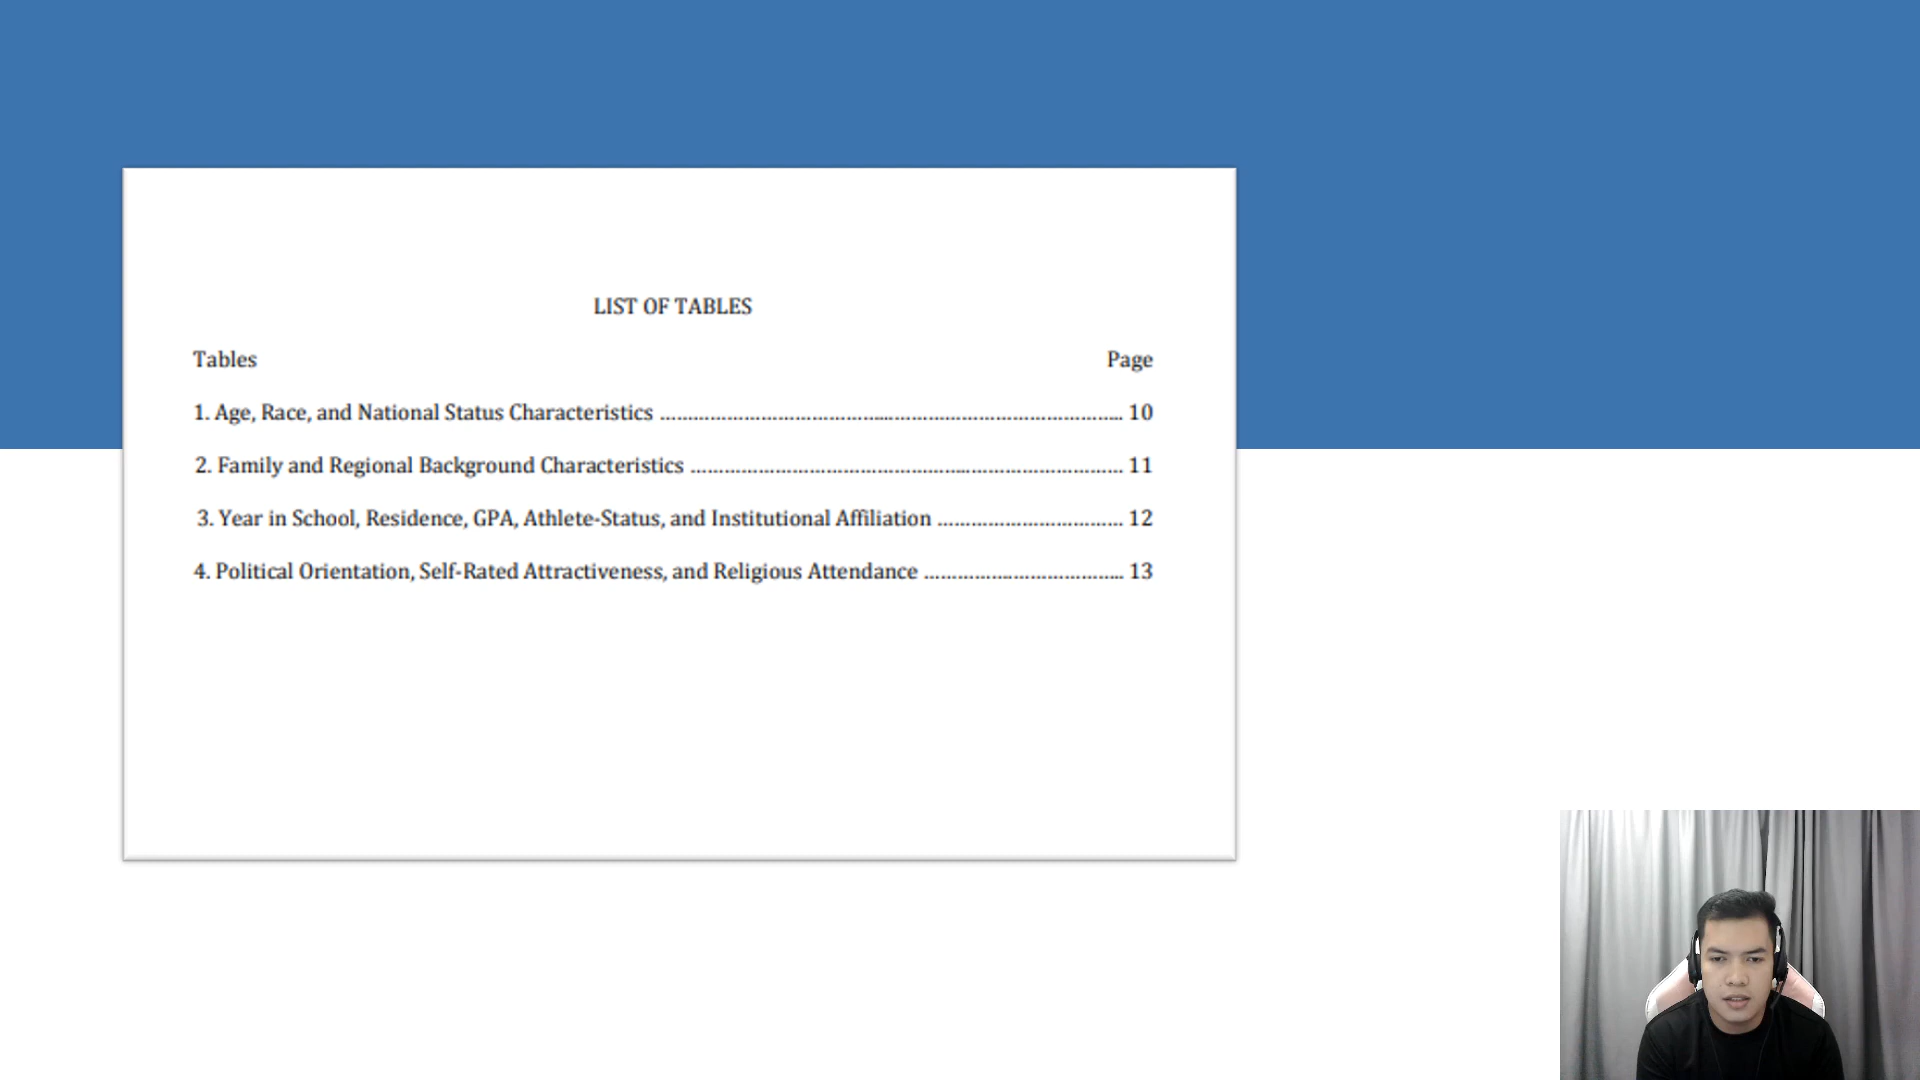 LIST OF TABLES
Tables Page
1. Age, Race, and National Status Characteristics ........................................................................ 10
2. Family and Regional Background Characteristics .................................................................... 11
3. Year in School, Residence, GPA, Athlete-Status, and Institutional Affiliation .............................. 12
4. Political Orientation, Self-Rated Attractiveness, and Religious Attendance ................................ 13